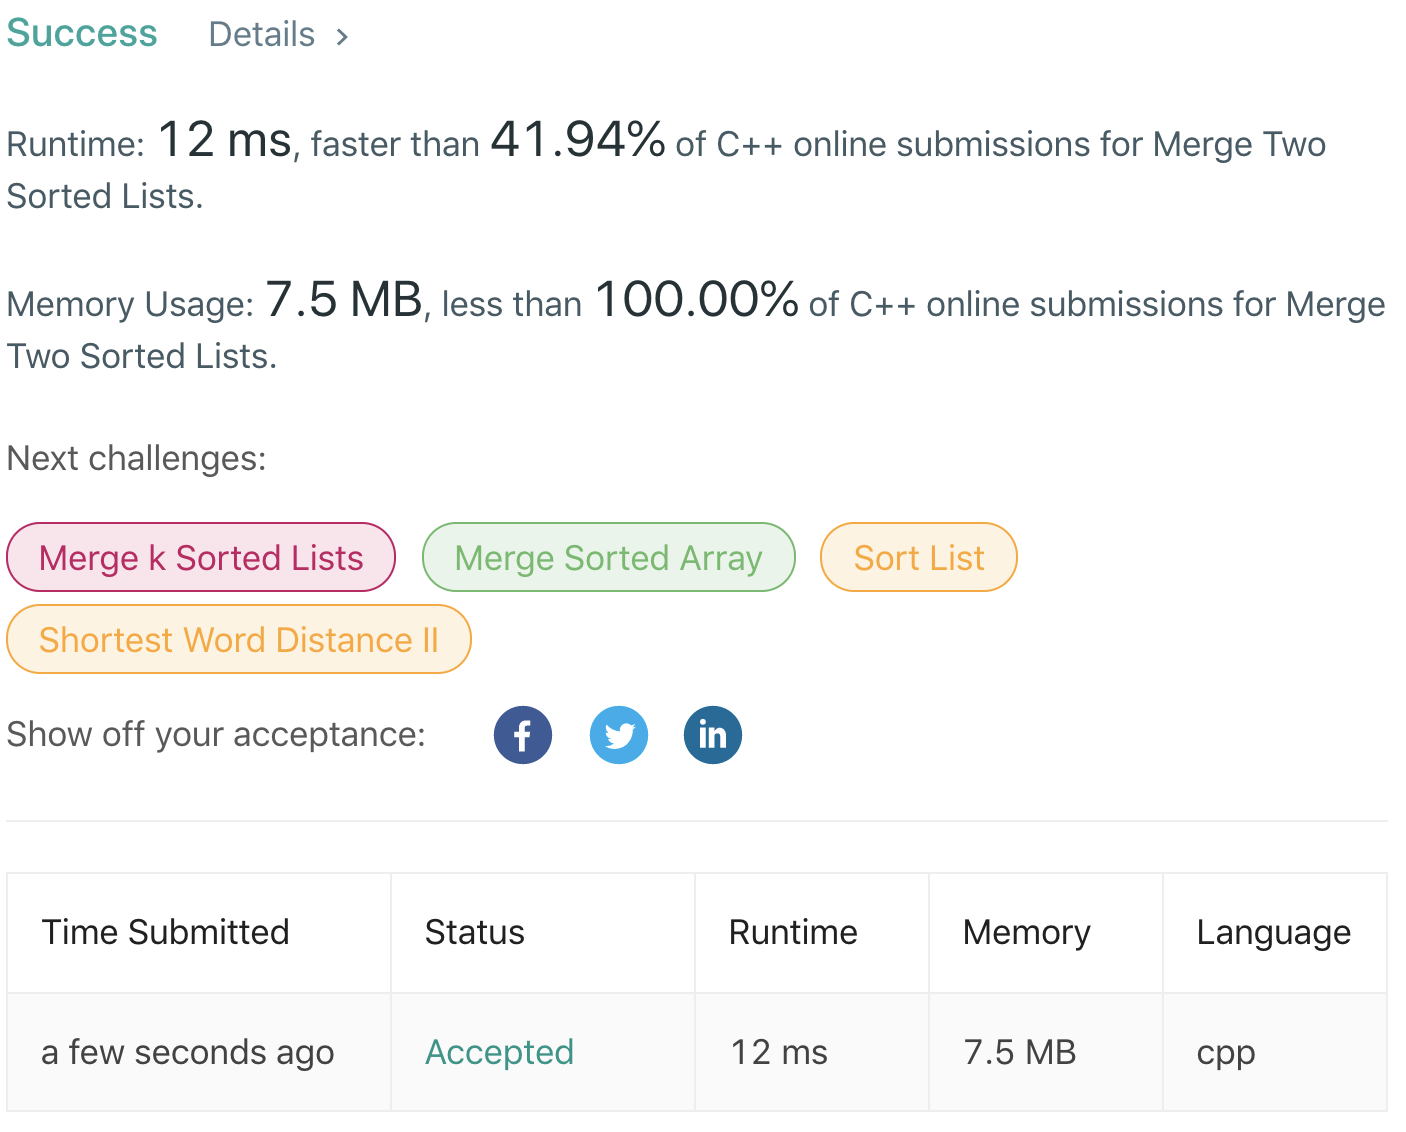 Success Details >
Runtime: 12 ms, faster than 41.94% of C++ online submissions for Merge Two
Sorted Lists.
Memory Usage: 7.5 MB, less than 100.00% of C++ online submissions for Merge
Two Sorted Lists.
Next challenges:
Merge k Sorted Lists Merge Sorted Array Sort List
Shortest Word Distance II
Show off your acceptance: f in
Time Submitted Status Runtime Memory Language
a few seconds ago Accepted 12 ms 7.5 MB cpp